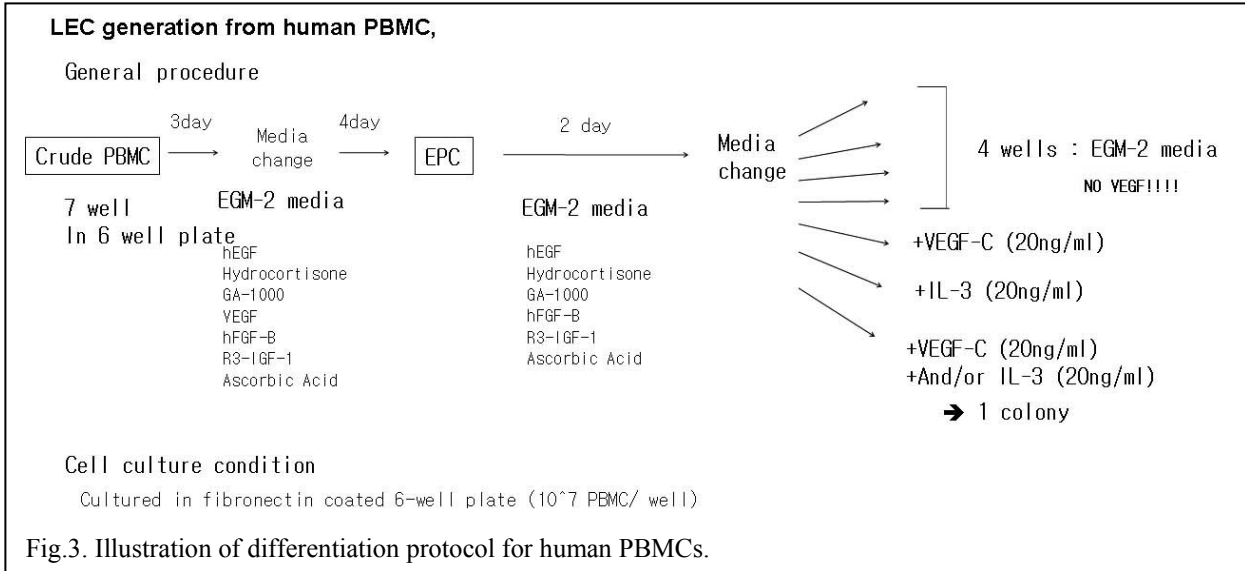 LEC generation from human PBMC,
General procedure
3day
4day
2 day
Crude PBMC
Media
change
EPC
Media
change
4 wells : EGM-2 media
NO VEGF!!!!
7 well
In 6 well plate
EGM-2 media
hEGF
Hydrocortisone
GA-1000
VEGF
hFGF-B
R3-IGF-1
Ascorbic Acid
EGM-2 media
hEGF
Hydrocortisone
GA-1000
hFGF-B
R3-IGF-1
Ascorbic Acid
+VEGF-C (20ng/ml)
+IL-3 (20ng/ml)
+VEGF-C (20ng/ml)
+And/or IL-3 (20ng/ml)
➔ 1 colony
Cell culture condition
Cultured in fibronectin coated 6-well plate (10^7 PBMC/ well)
Fig.3. Illustration of differentiation protocol for human PBMCs.